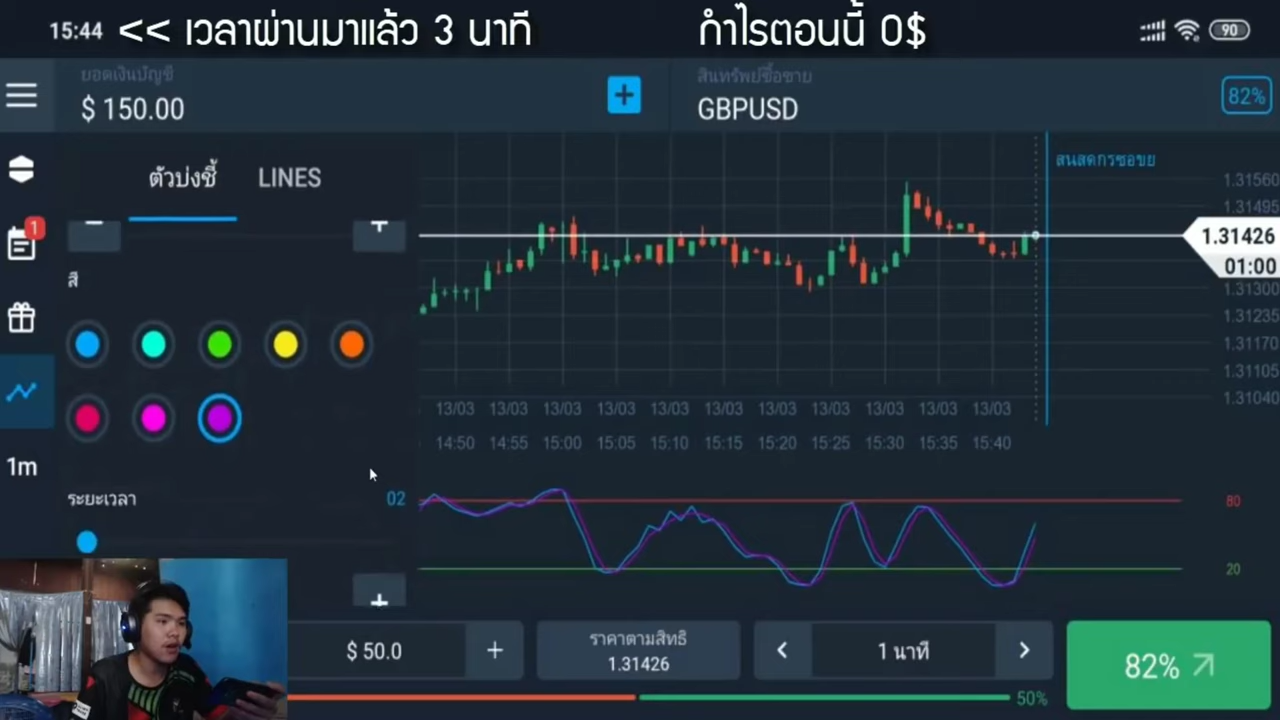 15:44 << เวลาผ่านมาแล้ว 3 นาที กำไรตอนนี้ 0$ 90
ยอดเงินบัญชี
$ 150.00
+
สินทรัพย์ซื้อขาย
GBPUSD
82%
ตัวบ่งชี้ LINES
1
- +
สี
1m
ระยะเวลา 02
+
1.31560
1.31495
1.31426
01:00
1.31300
1.31235
1.31170
1.31105
1.31040
13/03 13/03 13/03 13/03 13/03 13/03 13/03 13/03 13/03 13/03 13/03
14:50 14:55 15:00 15:05 15:10 15:15 15:20 15:25 15:30 15:35 15:40
80
20
$ 50.0 +
ราคาตามสิทธิ
1.31426
< 1 นาที >
82%
50%